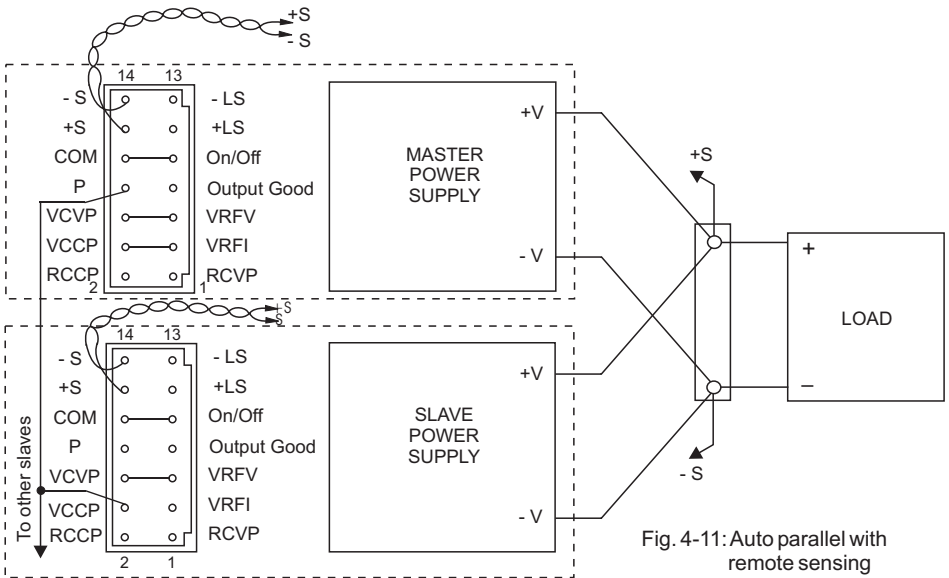 +S
- S
14 13
- S - LS
+S +LS
COM On/Off
P Output Good
VCVP VRFV
VCCP VRFI
RCCP RCVP
2 1
MASTER
POWER
SUPPLY
+V
- V
+S
- S
+
−
LOAD
S
S
14 13
- S - LS
+S +LS
COM On/Off
P Output Good
VCVP VRFV
VCCP VRFI
RCCP RCVP
2 1
To other slaves
SLAVE
POWER
SUPPLY
+V
- V
Fig. 4-11: Auto parallel with
remote sensing